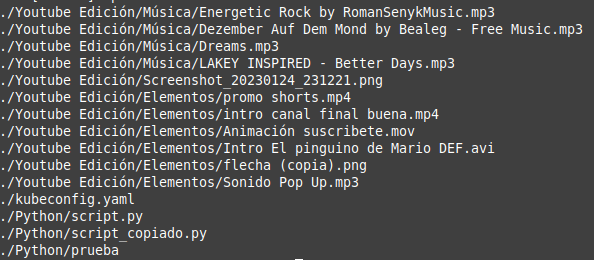 ./Youtube Edición/Música/Energetic Rock by RomanSenykMusic.mp3
./Youtube Edición/Música/Dezember Auf Dem Mond by Bealeg - Free Music.mp3
./Youtube Edición/Música/Dreams.mp3
./Youtube Edición/Música/LAKEY INSPIRED - Better Days.mp3
./Youtube Edición/Screenshot_20230124_231221.png
./Youtube Edición/Elementos/promo shorts.mp4
./Youtube Edición/Elementos/intro canal final buena.mp4
./Youtube Edición/Elementos/Animación suscribete.mov
./Youtube Edición/Elementos/Intro El pinguino de Mario DEF.avi
./Youtube Edición/Elementos/flecha (copia).png
./Youtube Edición/Elementos/Sonido Pop Up.mp3
./kubeconfig.yaml
./Python/script.py
./Python/script_copiado.py
./Python/prueba